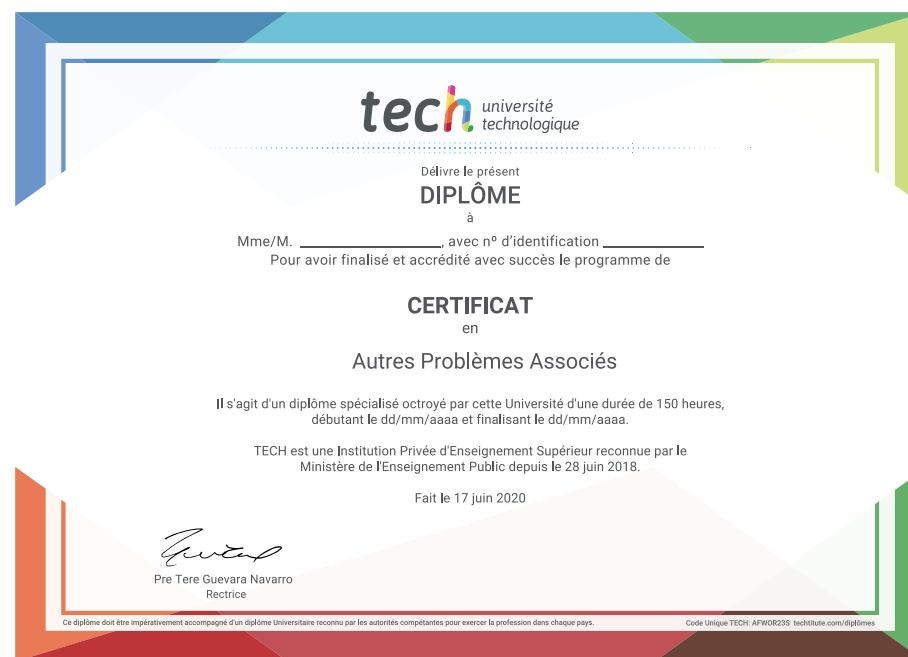 tech université
technologique
Délivre le présent
DIPLÔME
à
Mme/M. ____________________, avec nº d'identification ______________
Pour avoir finalisé et accrédité avec succès le programme de
CERTIFICAT
en
Autres Problèmes Associés
Il s'agit d'un diplôme spécialisé octroyé par cette Université d'une durée de 150 heures,
débutant le dd/mm/aaaa et finalisant le dd/mm/aaaa.
TECH est une Institution Privée d'Enseignement Supérieur reconnue par le
Ministère de l'Enseignement Public depuis le 28 juin 2018.
Fait le 17 juin 2020
Pre Tere Guevara Navarro
Rectrice
Ce diplôme doit être impérativement accompagné d'un diplôme Universitaire reconnu par les autorités compétantes pour exercer la profession dans chaque pays.
Code Unique TECH: AFWOR23S techtitute.com/diplômes